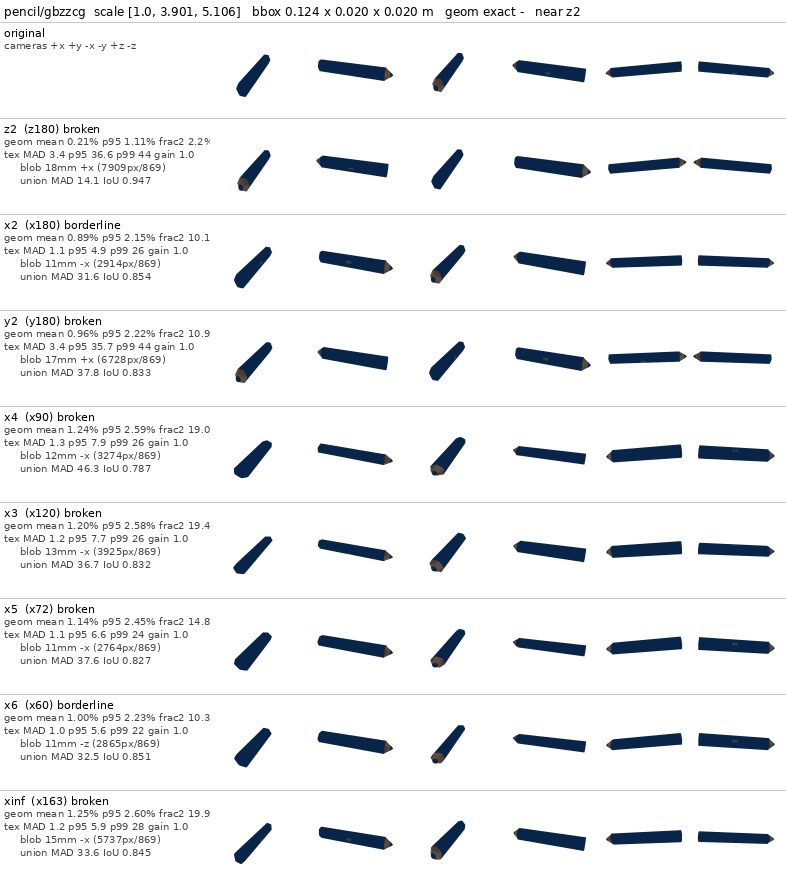 pencil/gbzzcg  scale [1.0, 3.901, 5.106]   bbox 0.124 x 0.020 x 0.020 m   geom exact -   near z2
original
cameras +x +y -x -y +z -z
z2  (z180) broken
geom mean 0.21% p95 1.11% frac2 2.2%
tex MAD 3.4 p95 36.6 p99 44 gain 1.0
blob 18mm +x (7909px/869)
union MAD 14.1 IoU 0.947
x2  (x180) borderline
geom mean 0.89% p95 2.15% frac2 10.1
tex MAD 1.1 p95 4.9 p99 26 gain 1.0
blob 11mm -x (2914px/869)
union MAD 31.6 IoU 0.854
y2  (y180) broken
geom mean 0.96% p95 2.22% frac2 10.9
tex MAD 3.4 p95 35.7 p99 44 gain 1.0
blob 17mm +x (6728px/869)
union MAD 37.8 IoU 0.833
x4  (x90) broken
geom mean 1.24% p95 2.59% frac2 19.0
tex MAD 1.3 p95 7.9 p99 26 gain 1.0
blob 12mm -x (3274px/869)
union MAD 46.3 IoU 0.787
x3  (x120) broken
geom mean 1.20% p95 2.58% frac2 19.4
tex MAD 1.2 p95 7.7 p99 26 gain 1.0
blob 13mm -x (3925px/869)
union MAD 36.7 IoU 0.832
x5  (x72) broken
geom mean 1.14% p95 2.45% frac2 14.8
tex MAD 1.1 p95 6.6 p99 24 gain 1.0
blob 11mm -x (2764px/869)
union MAD 37.6 IoU 0.827
x6  (x60) borderline
geom mean 1.00% p95 2.23% frac2 10.3
tex MAD 1.0 p95 5.6 p99 22 gain 1.0
blob 11mm -z (2865px/869)
union MAD 32.5 IoU 0.851
xinf  (x163) broken
geom mean 1.25% p95 2.60% frac2 19.9
tex MAD 1.2 p95 5.9 p99 28 gain 1.0
blob 15mm -x (5737px/869)
union MAD 33.6 IoU 0.845